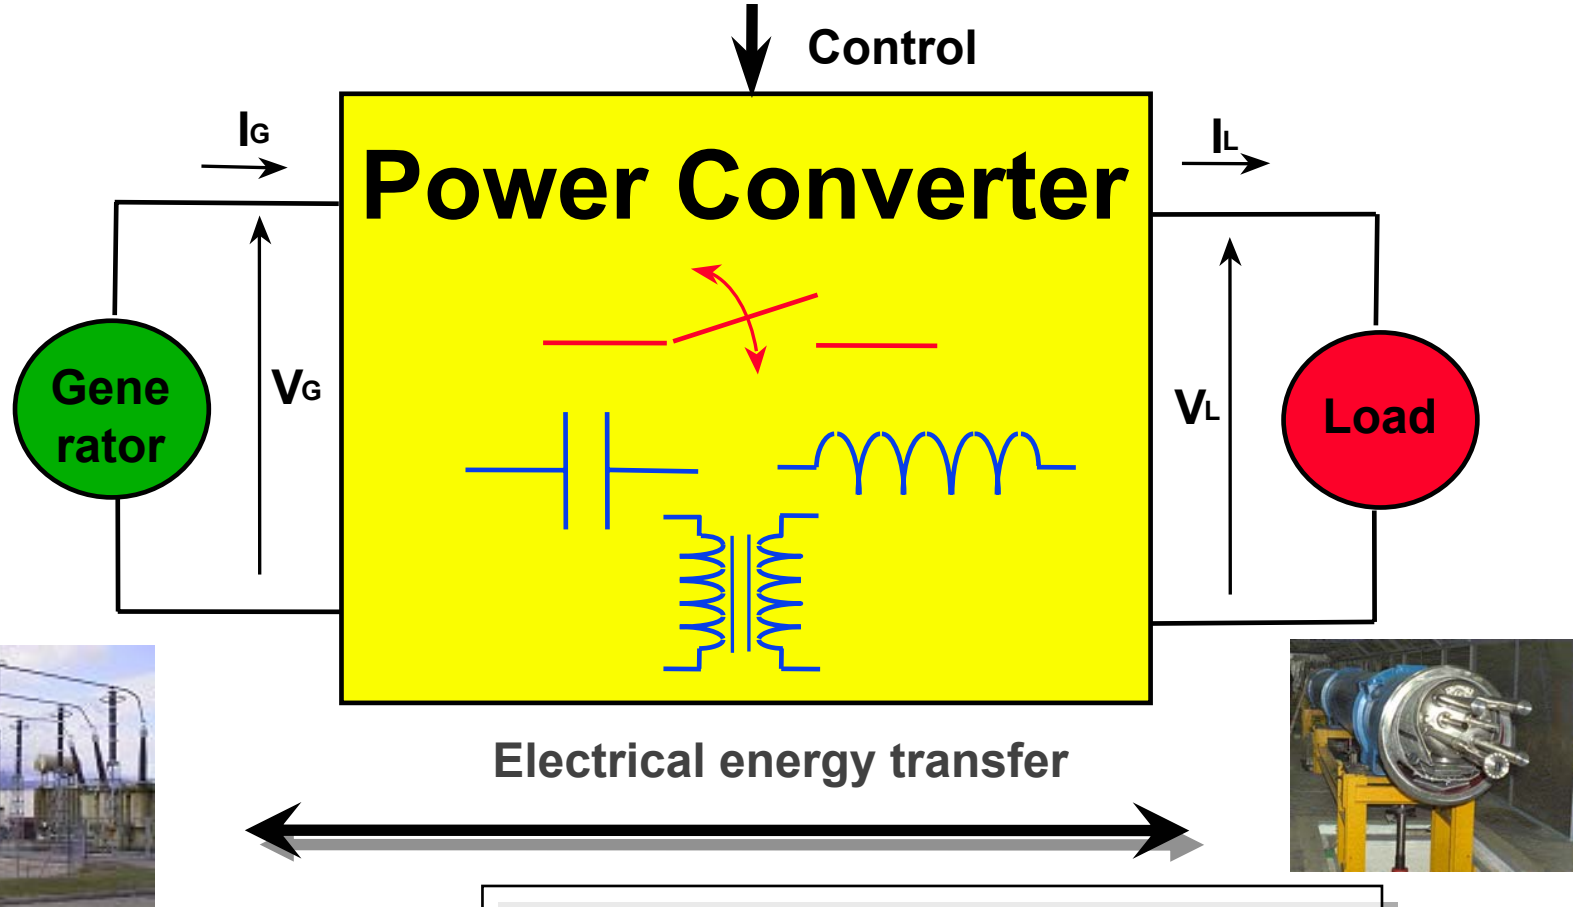 Control
IG
IL
Power Converter
Gene
rator
VG
VL
Load
Electrical energy transfer